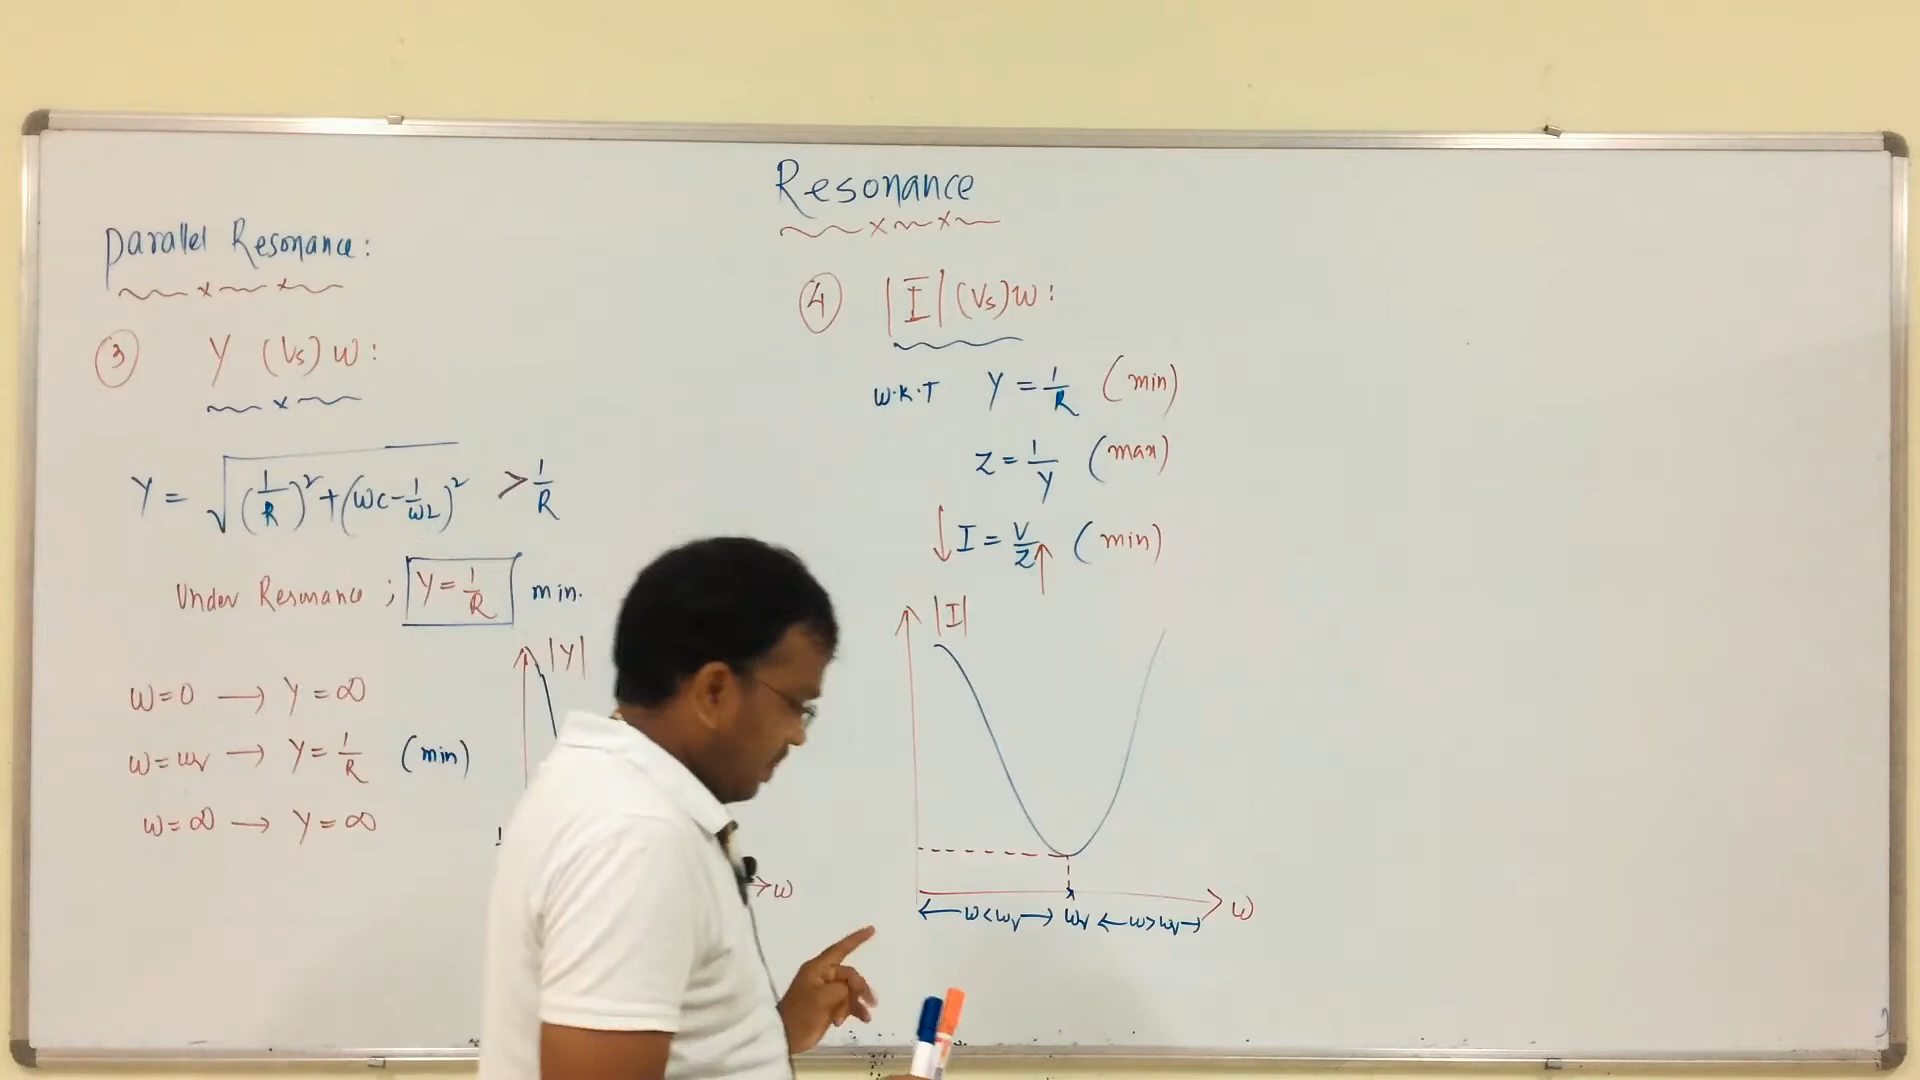 Resonance
Parallel Resonance:
③ Y (Vs) ω:
Y = √((1/R)² + (ωc - 1/ωL)²) > 1/R
Under Resonance ; Y = 1/R min.
ω = 0 → Y = ∞
ω = ωr → Y = 1/R (min)
ω = ∞ → Y = ∞
|Y|
→ ω
④ |I| (Vs) ω:
W.K.T Y = 1/R (min)
Z = 1/Y (max)
↓ I = V/Z ↑ (min)
|I|
ω
← ω < ωr → ωr ← ω > ωr →